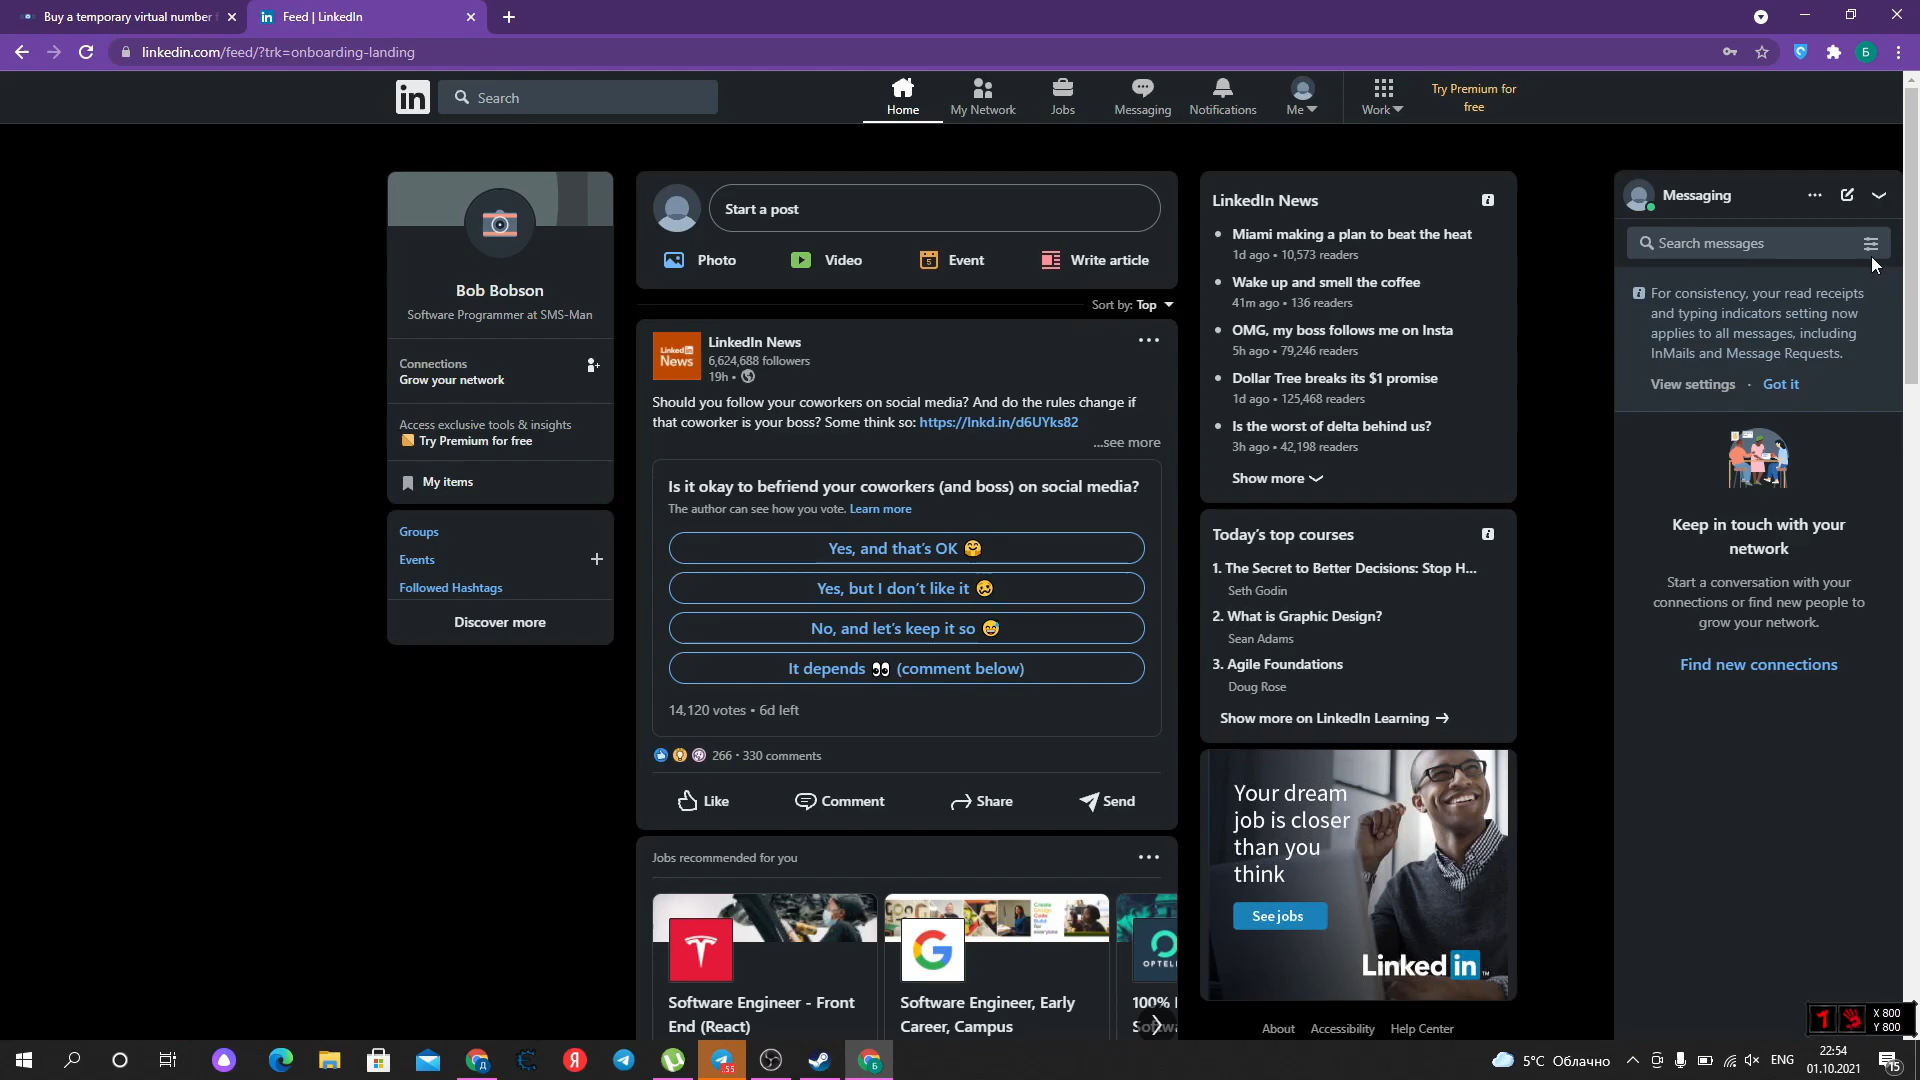 Buy a temporary virtual number f
Feed | LinkedIn
linkedin.com/feed/?trk=onboarding-landing
Б
in
Search
Home
My Network
Jobs
Messaging
Notifications
Me
Work
Try Premium for
free
Bob Bobson
Software Programmer at SMS-Man
Connections
Grow your network
Access exclusive tools & insights
Try Premium for free
My items
Groups
Events
Followed Hashtags
Discover more
Start a post
Photo
Video
Event
Write article
Sort by: Top
Linked in
News
LinkedIn News
6,624,688 followers
19h •
Should you follow your coworkers on social media? And do the rules change if
that coworker is your boss? Some think so: https://lnkd.in/d6UYks82
...see more
Is it okay to befriend your coworkers (and boss) on social media?
The author can see how you vote. Learn more
Yes, and that's OK 🤗
Yes, but I don't like it 🥴
No, and let's keep it so 😅
It depends 👀 (comment below)
14,120 votes • 6d left
266 • 330 comments
Like
Comment
Share
Send
Jobs recommended for you
Software Engineer - Front
End (React)
Software Engineer, Early
Career, Campus
OPTEL
100%
LinkedIn News
Miami making a plan to beat the heat
1d ago • 10,573 readers
Wake up and smell the coffee
41m ago • 136 readers
OMG, my boss follows me on Insta
5h ago • 79,246 readers
Dollar Tree breaks its $1 promise
1d ago • 125,468 readers
Is the worst of delta behind us?
3h ago • 42,198 readers
Show more
Today's top courses
1. The Secret to Better Decisions: Stop H...
Seth Godin
2. What is Graphic Design?
Sean Adams
3. Agile Foundations
Doug Rose
Show more on LinkedIn Learning
Your dream
job is closer
than you
think
See jobs
Linked in
About
Accessibility
Help Center
Messaging
Search messages
For consistency, your read receipts
and typing indicators setting now
applies to all messages, including
InMails and Message Requests.
View settings · Got it
Keep in touch with your
network
Start a conversation with your
connections or find new people to
grow your network.
Find new connections
X 800
Y 800
5°C Облачно
ENG
22:54
01.10.2021
15